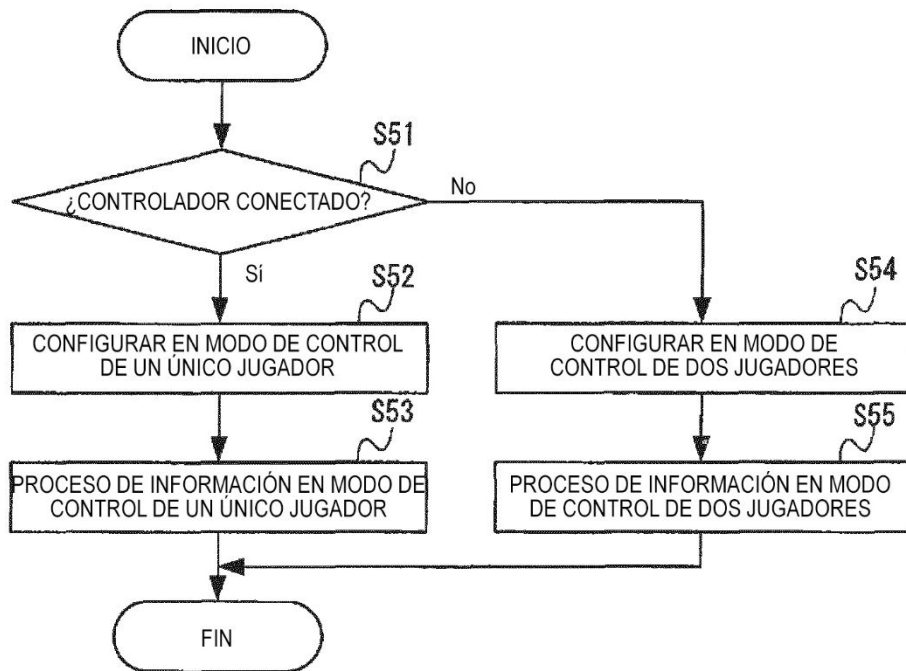 INICIO
S51
¿CONTROLADOR CONECTADO?
No
Sí
S52
CONFIGURAR EN MODO DE CONTROL
DE UN ÚNICO JUGADOR
S54
CONFIGURAR EN MODO DE
CONTROL DE DOS JUGADORES
S53
PROCESO DE INFORMACIÓN EN MODO DE
CONTROL DE UN ÚNICO JUGADOR
S55
PROCESO DE INFORMACIÓN EN MODO
DE CONTROL DE DOS JUGADORES
FIN